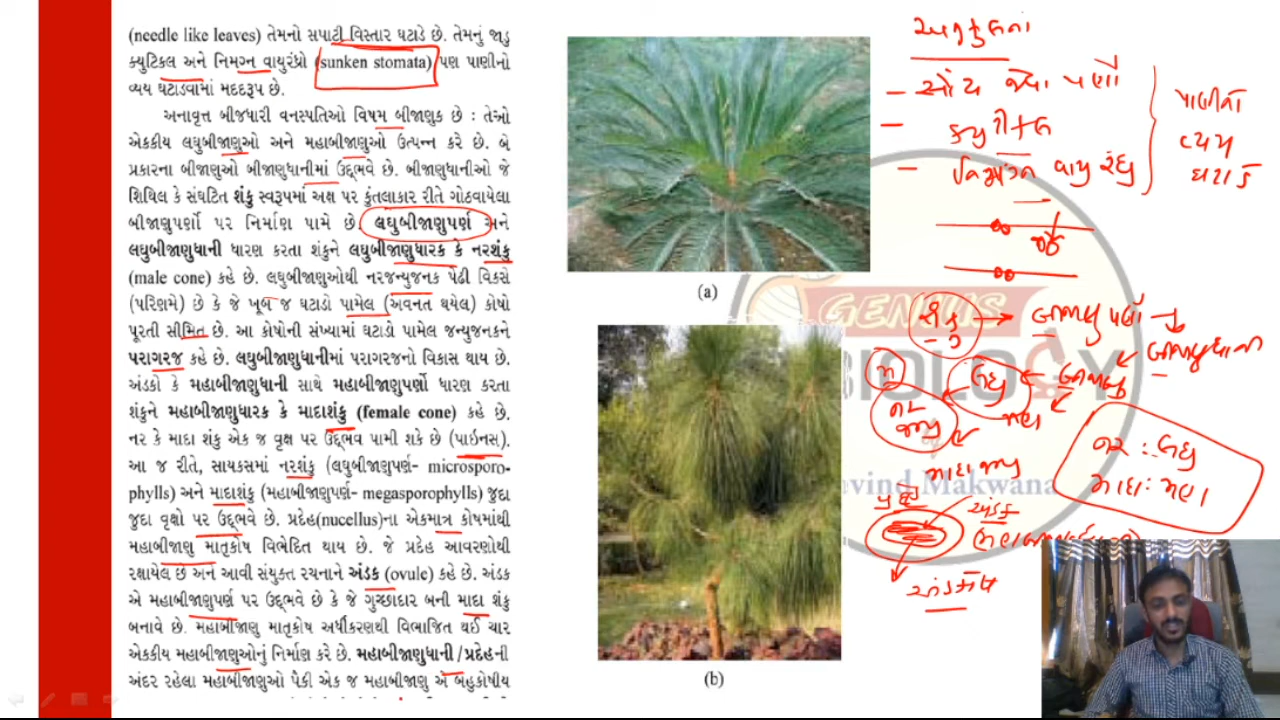 (needle like leaves) તેમનો સપાટી વિસ્તાર ઘટાડે છે. તેમનું જાડુ
ક્યુટિકલ અને નિમગ્ન વાયુરંધ્રો (sunken stomata) પણ પાણીનો
વ્યય ઘટાડવામાં મદદરૂપ છે.
અનાવૃત્ત બીજધારી વનસ્પતિઓ વિષમ બીજાણુક છે : તેઓ
એકકીય લઘુબીજાણુઓ અને મહાબીજાણુઓ ઉત્પન્ન કરે છે. બે
પ્રકારના બીજાણુઓ બીજાણુધાનીમાં ઉદ્ભવે છે. બીજાણુધાનીઓ જે
શિથિલ કે સંઘટિત શંકુ સ્વરૂપમાં અક્ષ પર કુંતલાકાર રીતે ગોઠવાયેલા
બીજાણુપર્ણો પર નિર્માણ પામે છે. લઘુબીજાણુપર્ણ અને
લઘુબીજાણુધાની ધારણ કરતા શંકુને લઘુબીજાણુધારક કે નરશંકુ
(male cone) કહે છે. લઘુબીજાણુઓથી નરજન્યુજનક પેઢી વિકસે
(પરિણમે) છે કે જે ખૂબ જ ઘટાડો પામેલ (અવનત થયેલ) કોષો
પૂરતી સીમિત છે. આ કોષોની સંખ્યામાં ઘટાડો પામેલ જન્યુજનકને
પરાગરજ કહે છે. લઘુબીજાણુધાનીમાં પરાગરજનો વિકાસ થાય છે.
અંડકો કે મહાબીજાણુધાની સાથે મહાબીજાણુપર્ણો ધારણ કરતા
શંકુને મહાબીજાણુધારક કે માદાશંકુ (female cone) કહે છે.
નર કે માદા શંકુ એક જ વૃક્ષ પર ઉદ્ભવ પામી શકે છે (પાઇનસ).
આ જ રીતે, સાયકસમાં નરશંકુ (લઘુબીજાણુપર્ણ- microsporo-
phylls) અને માદાશંકુ (મહાબીજાણુપર્ણ- megasporophylls) જુદા
જુદા વૃક્ષો પર ઉદ્ભવે છે. પ્રદેહ(nucellus)ના એકમાત્ર કોષમાંથી
મહાબીજાણુ માતૃકોષ વિભેદિત થાય છે. જે પ્રદેહ આવરણોથી
રક્ષાયેલ છે અને આવી સંયુક્ત રચનાને અંડક (ovule) કહે છે. અંડક
એ મહાબીજાણુપર્ણ પર ઉદ્ભવે છે કે જે ગુચ્છાદાર બની માદા શંકુ
બનાવે છે. મહાબીજાણુ માતૃકોષ અર્ધીકરણથી વિભાજિત થઈ ચાર
એકકીય મહાબીજાણુઓનું નિર્માણ કરે છે. મહાબીજાણુધાની/પ્રદેહની
અંદર રહેલા મહાબીજાણુઓ પૈકી એક જ મહાબીજાણુ એ બહુકોષીય
(a)
(b)
અનુકુલતા
- સોય જેવા પર્ણો
- ક્યુટીકલ
- નિમગ્ન વાયુ રંધ્ર
પાણીનો
વ્યય
ઘટાડે
GENIUS
BIOLOGY
vind Makwana
શંકુ
બીજાણુ પર્ણો
બીજાણુધાની
બીજાણુ
લઘુ
મહા
નર
જન્યુ
માદા જન્યુ
નર : લઘુ
માદા : મહા
પ્રદેહ
અંડક